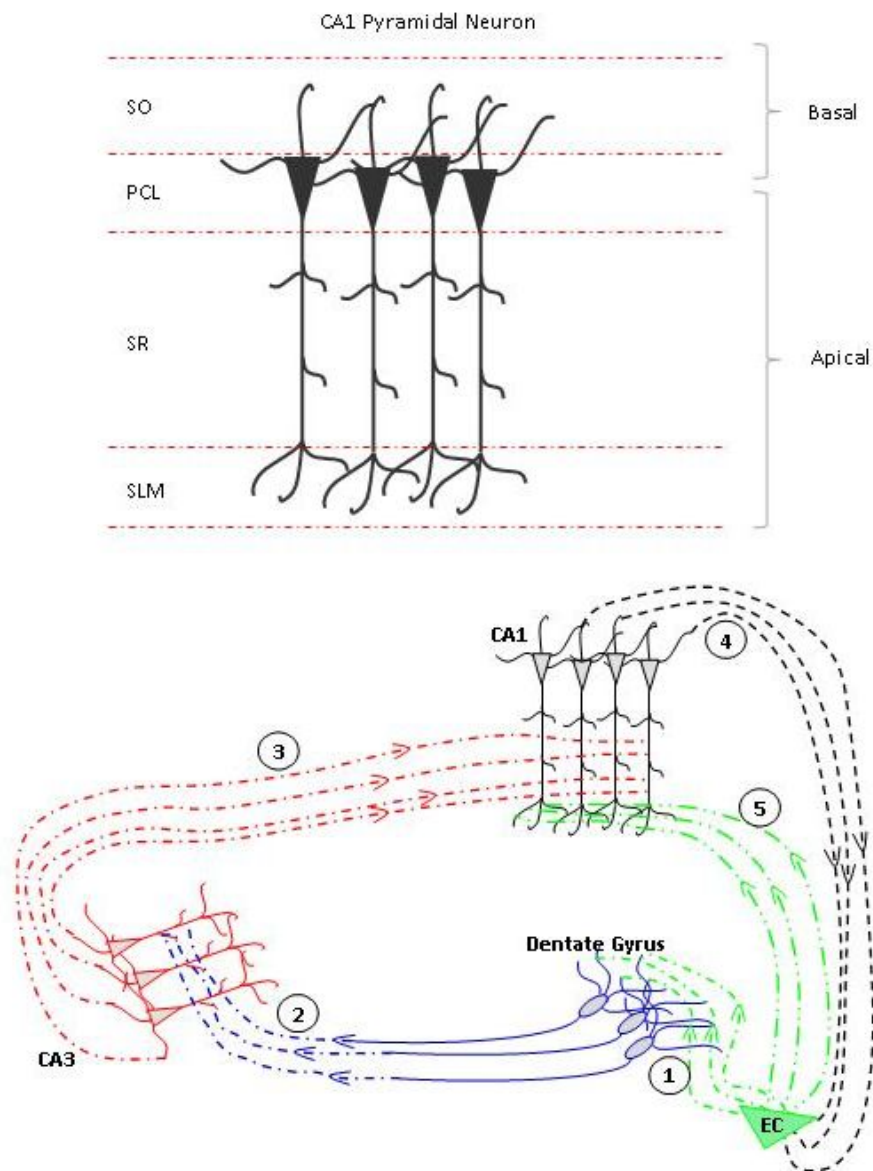 CA1 Pyramidal Neuron
SO
Basal
PCL
SR
Apical
SLM
CA1
4
3
5
Dentate Gyrus
2
CA3
1
EC